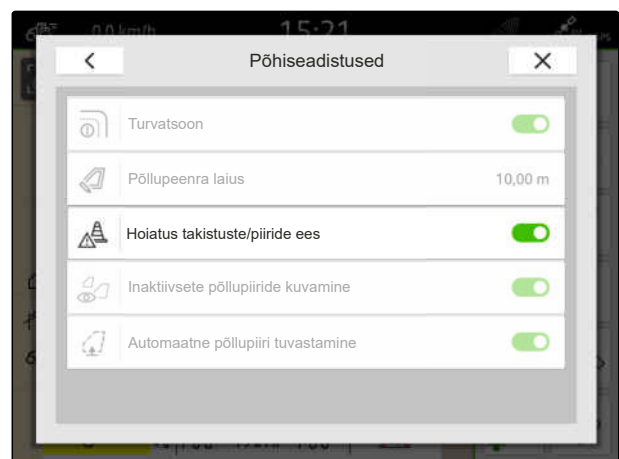 0.0 km/h
15:21
Põhiseadistused
Turvatsoon
Põllupeenra laius
10,00 m
Hoiatus takistuste/piiride ees
Inaktiivsete põllupiiride kuvamine
Automaatne põllupiiri tuvastamine